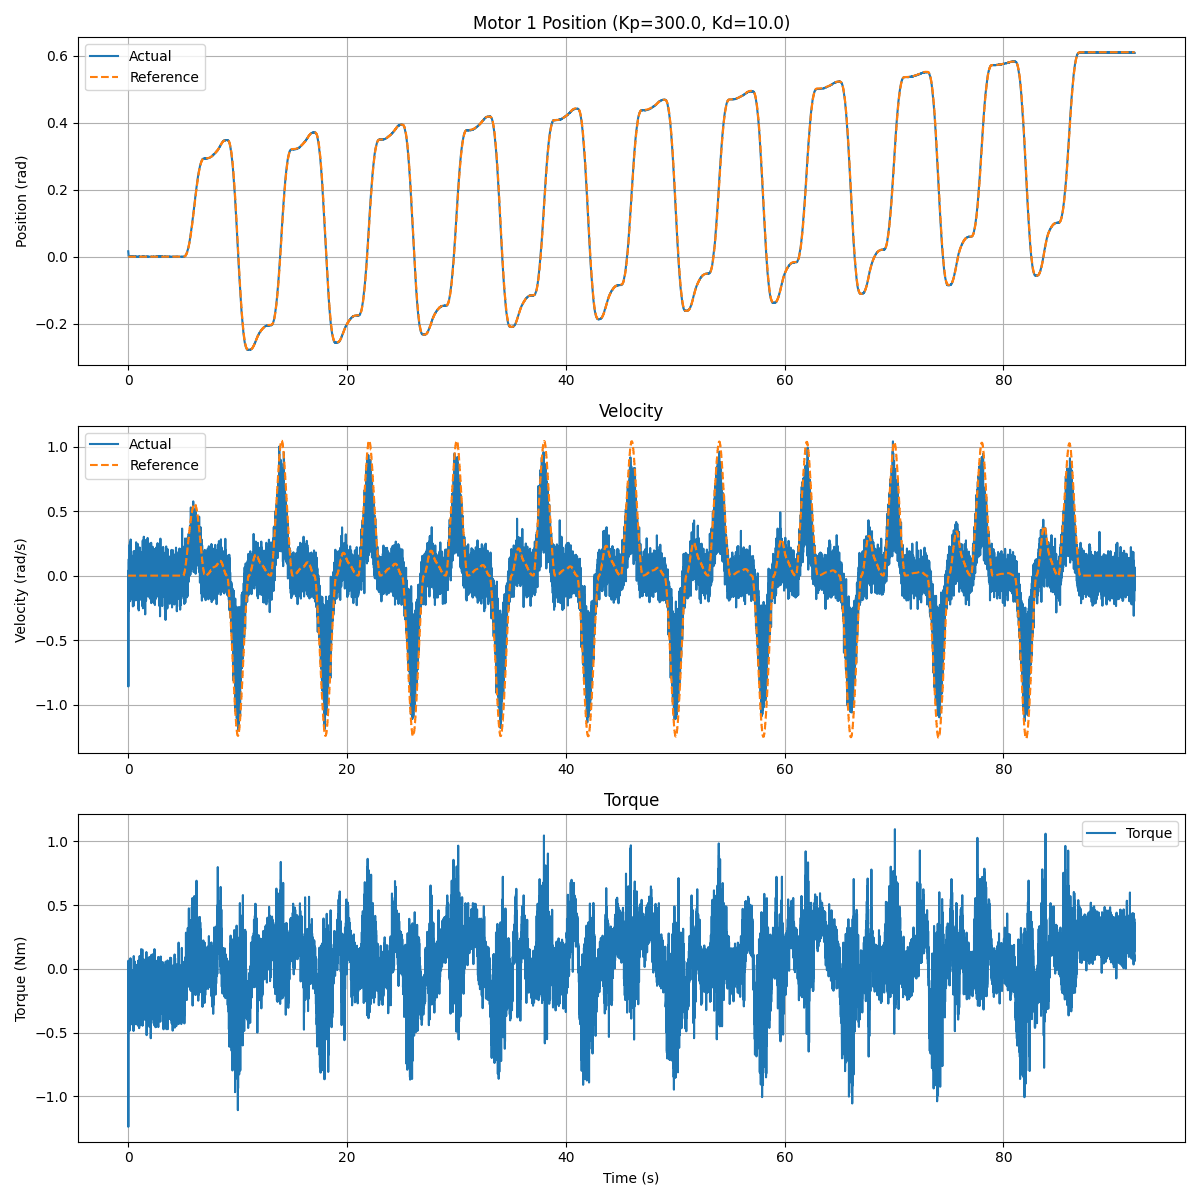 Motor 1 Position (Kp=300.0, Kd=10.0)
Actual
Reference
Position (rad)
0.6
0.4
0.2
0.0
−0.2
0 20 40 60 80
Velocity
Actual
Reference
Velocity (rad/s)
1.0
0.5
0.0
−0.5
−1.0
0 20 40 60 80
Torque
Torque
Torque (Nm)
1.0
0.5
0.0
−0.5
−1.0
0 20 40 60 80
Time (s)